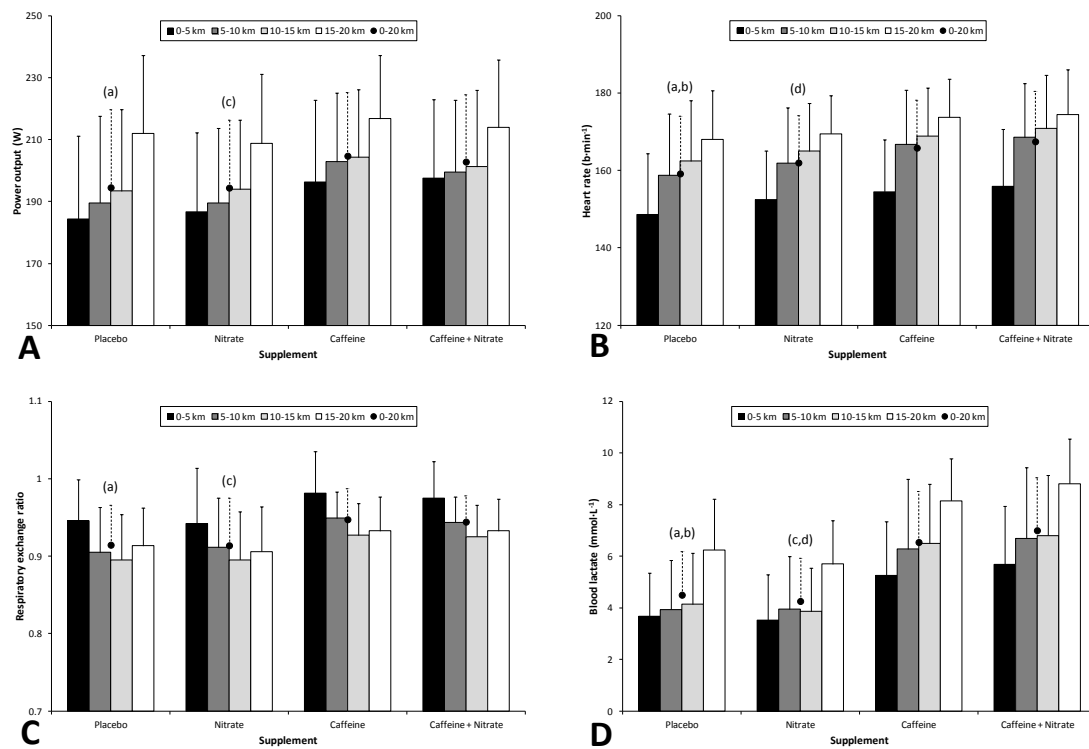 250
230
210
190
170
150
Power output (W)
0-5 km 5-10 km 10-15 km 15-20 km 0-20 km
(a)
(c)
Placebo Nitrate Caffeine Caffeine + Nitrate
Supplement
A
200
180
160
140
120
Heart rate (b·min⁻¹)
0-5 km 5-10 km 10-15 km 15-20 km 0-20 km
(a,b)
(d)
Placebo Nitrate Caffeine Caffeine + Nitrate
Supplement
B
1.1
1
0.9
0.8
0.7
Respiratory exchange ratio
0-5 km 5-10 km 10-15 km 15-20 km 0-20 km
(a)
(c)
Placebo Nitrate Caffeine Caffeine + Nitrate
Supplement
C
12
10
8
6
4
2
0
Blood lactate (mmol·L⁻¹)
0-5 km 5-10 km 10-15 km 15-20 km 0-20 km
(a,b)
(c,d)
Placebo Nitrate Caffeine Caffeine + Nitrate
Supplement
D